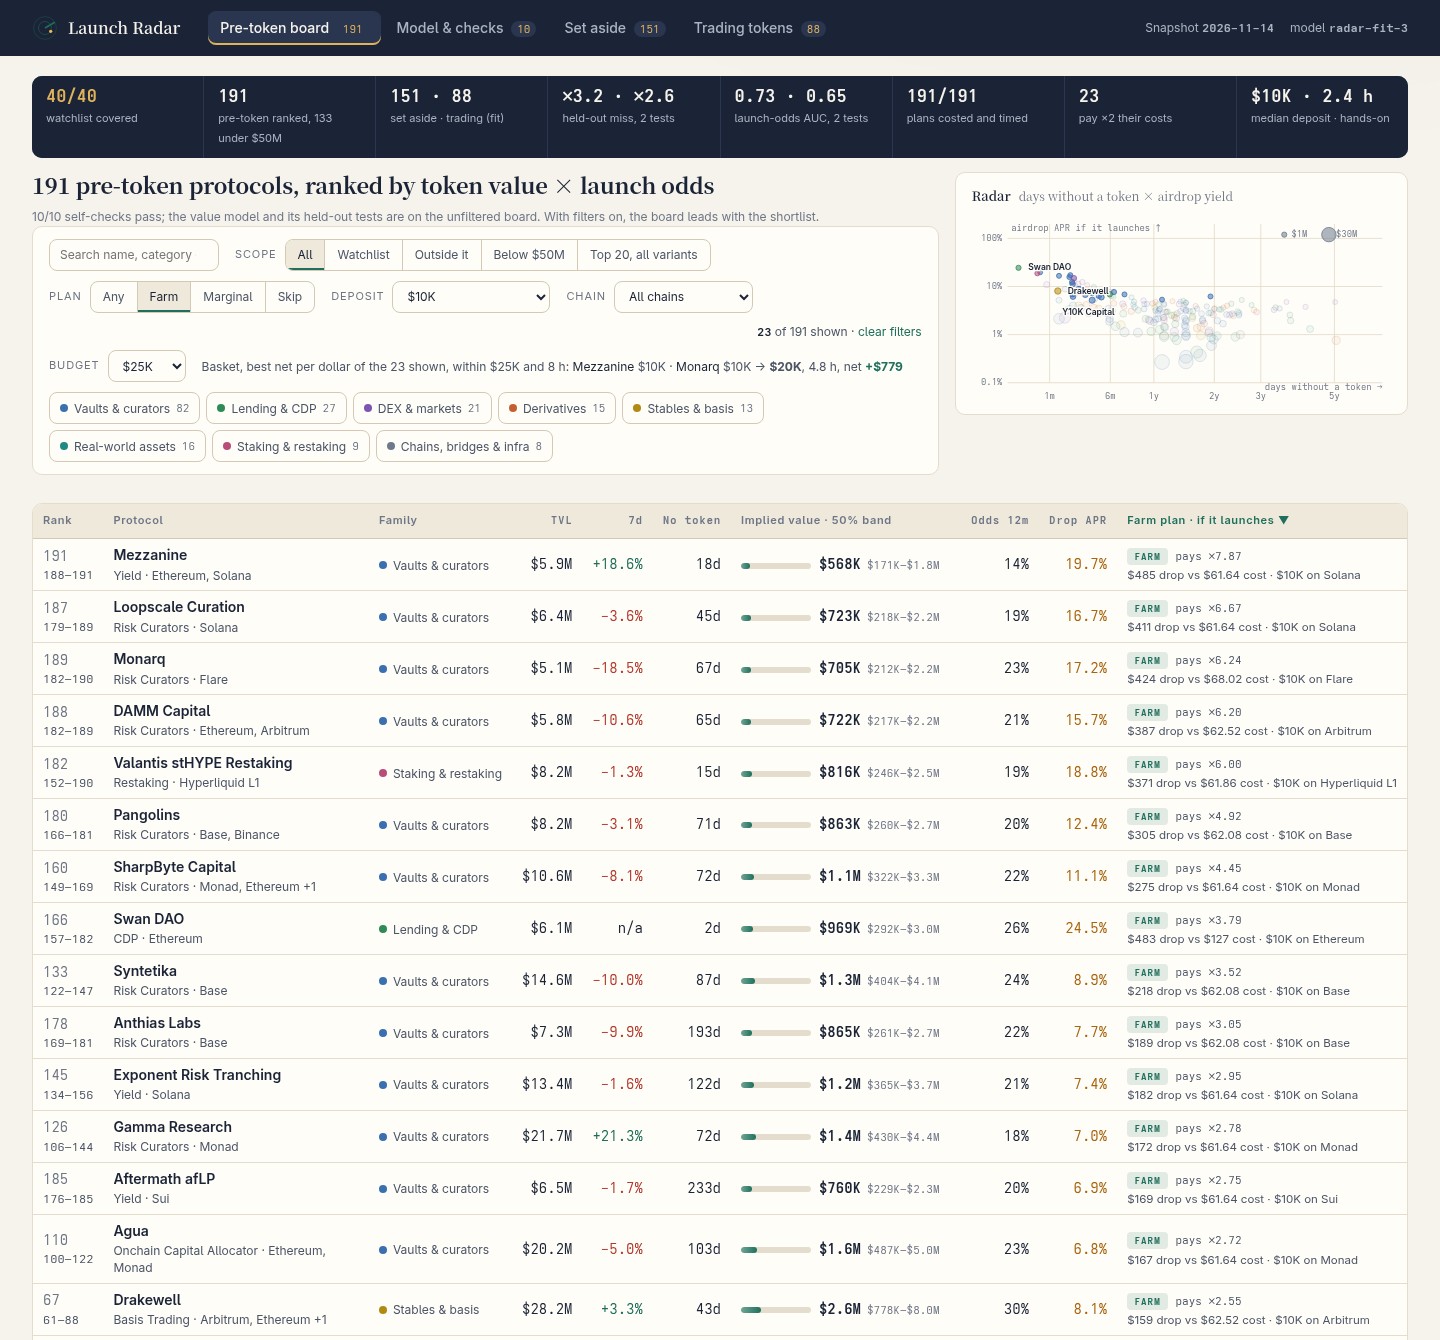 Launch Radar
Pre-token board 191
Model & checks 10
Set aside 151
Trading tokens 88
Snapshot 2026-11-14 model radar-fit-3
40/40
watchlist covered
191
pre-token ranked, 133
under $50M
151 · 88
set aside · trading (fit)
×3.2 · ×2.6
held-out miss, 2 tests
0.73 · 0.65
launch-odds AUC, 2 tests
191/191
plans costed and timed
23
pay ×2 their costs
$10K · 2.4 h
median deposit · hands-on
191 pre-token protocols, ranked by token value × launch odds
10/10 self-checks pass; the value model and its held-out tests are on the unfiltered board. With filters on, the board leads with the shortlist.
Search name, category
SCOPE All Watchlist Outside it Below $50M Top 20, all variants
PLAN Any Farm Marginal Skip DEPOSIT $10K CHAIN All chains
23 of 191 shown · clear filters
BUDGET $25K Basket, best net per dollar of the 23 shown, within $25K and 8 h: Mezzanine $10K · Monarq $10K → $20K, 4.8 h, net +$779
Vaults & curators 82 Lending & CDP 27 DEX & markets 21 Derivatives 15 Stables & basis 13
Real-world assets 16 Staking & restaking 9 Chains, bridges & infra 8
Radar days without a token × airdrop yield
airdrop APR if it launches ↑
100%
10%
1%
0.1%
$1M
$30M
Swan DAO
Drakewell
Y10K Capital
days without a token →
1m 6m 1y 2y 3y 5y
Rank Protocol Family TVL 7d No token Implied value · 50% band Odds 12m Drop APR Farm plan · if it launches ▼
191 Mezzanine Vaults & curators $5.9M +18.6% 18d $568K $171K–$1.8M 14% 19.7% FARM pays ×7.87
188–191 Yield · Ethereum, Solana $485 drop vs $61.64 cost · $10K on Solana
187 Loopscale Curation Vaults & curators $6.4M −3.6% 45d $723K $218K–$2.2M 19% 16.7% FARM pays ×6.67
179–189 Risk Curators · Solana $411 drop vs $61.64 cost · $10K on Solana
189 Monarq Vaults & curators $5.1M −18.5% 67d $705K $212K–$2.2M 23% 17.2% FARM pays ×6.24
182–190 Risk Curators · Flare $424 drop vs $68.02 cost · $10K on Flare
188 DAMM Capital Vaults & curators $5.8M −10.6% 65d $722K $217K–$2.2M 21% 15.7% FARM pays ×6.20
182–189 Risk Curators · Ethereum, Arbitrum $387 drop vs $62.52 cost · $10K on Arbitrum
182 Valantis stHYPE Restaking Staking & restaking $8.2M −1.3% 15d $816K $246K–$2.5M 19% 18.8% FARM pays ×6.00
152–190 Restaking · Hyperliquid L1 $371 drop vs $61.86 cost · $10K on Hyperliquid L1
180 Pangolins Vaults & curators $8.2M −3.1% 71d $863K $260K–$2.7M 20% 12.4% FARM pays ×4.92
166–181 Risk Curators · Base, Binance $305 drop vs $62.08 cost · $10K on Base
160 SharpByte Capital Vaults & curators $10.6M −8.1% 72d $1.1M $322K–$3.3M 22% 11.1% FARM pays ×4.45
149–169 Risk Curators · Monad, Ethereum +1 $275 drop vs $61.64 cost · $10K on Monad
166 Swan DAO Lending & CDP $6.1M n/a 2d $969K $292K–$3.0M 26% 24.5% FARM pays ×3.79
157–182 CDP · Ethereum $483 drop vs $127 cost · $10K on Ethereum
133 Syntetika Vaults & curators $14.6M −10.0% 87d $1.3M $404K–$4.1M 24% 8.9% FARM pays ×3.52
122–147 Risk Curators · Base $218 drop vs $62.08 cost · $10K on Base
178 Anthias Labs Vaults & curators $7.3M −9.9% 193d $865K $261K–$2.7M 22% 7.7% FARM pays ×3.05
169–181 Risk Curators · Base $189 drop vs $62.08 cost · $10K on Base
145 Exponent Risk Tranching Vaults & curators $13.4M −1.6% 122d $1.2M $365K–$3.7M 21% 7.4% FARM pays ×2.95
134–156 Yield · Solana $182 drop vs $61.64 cost · $10K on Solana
126 Gamma Research Vaults & curators $21.7M +21.3% 72d $1.4M $430K–$4.4M 18% 7.0% FARM pays ×2.78
106–144 Risk Curators · Monad $172 drop vs $61.64 cost · $10K on Monad
185 Aftermath afLP Vaults & curators $6.5M −1.7% 233d $760K $229K–$2.3M 20% 6.9% FARM pays ×2.75
176–185 Yield · Sui $169 drop vs $61.64 cost · $10K on Sui
110 Agua Vaults & curators $20.2M −5.0% 103d $1.6M $487K–$5.0M 23% 6.8% FARM pays ×2.72
100–122 Onchain Capital Allocator · Ethereum, $167 drop vs $61.64 cost · $10K on Monad
Monad
67 Drakewell Stables & basis $28.2M +3.3% 43d $2.6M $778K–$8.0M 30% 8.1% FARM pays ×2.55
61–88 Basis Trading · Arbitrum, Ethereum +1 $159 drop vs $62.52 cost · $10K on Arbitrum